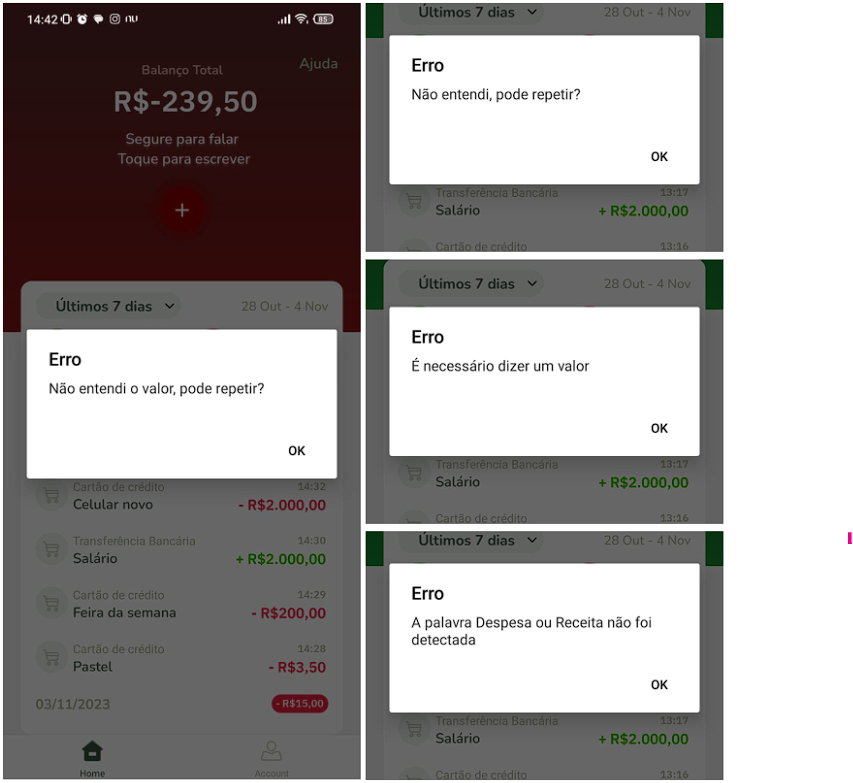 14:42
85
Ajuda
Balanço Total
R$-239,50
Segure para falar
Toque para escrever
+
Últimos 7 dias
28 Out - 4 Nov
Erro
Não entendi o valor, pode repetir?
OK
Cartão de crédito 14:32
Celular novo - R$2.000,00
Transferência Bancária 14:30
Salário + R$2.000,00
Cartão de crédito 14:29
Feira da semana - R$200,00
Cartão de crédito 14:28
Pastel - R$3,50
03/11/2023 - R$15,00
Home Account
Últimos 7 dias 28 Out - 4 Nov
Erro
Não entendi, pode repetir?
OK
Transferência Bancária 13:17
Salário + R$2.000,00
Cartão de crédito 13:16
Últimos 7 dias 28 Out - 4 Nov
Erro
É necessário dizer um valor
OK
Transferência Bancária 13:17
Salário + R$2.000,00
Cartão de crédito 13:16
Últimos 7 dias 28 Out - 4 Nov
Erro
A palavra Despesa ou Receita não foi
detectada
OK
Transferência Bancária 13:17
Salário + R$2.000,00
Cartão de crédito 13:16